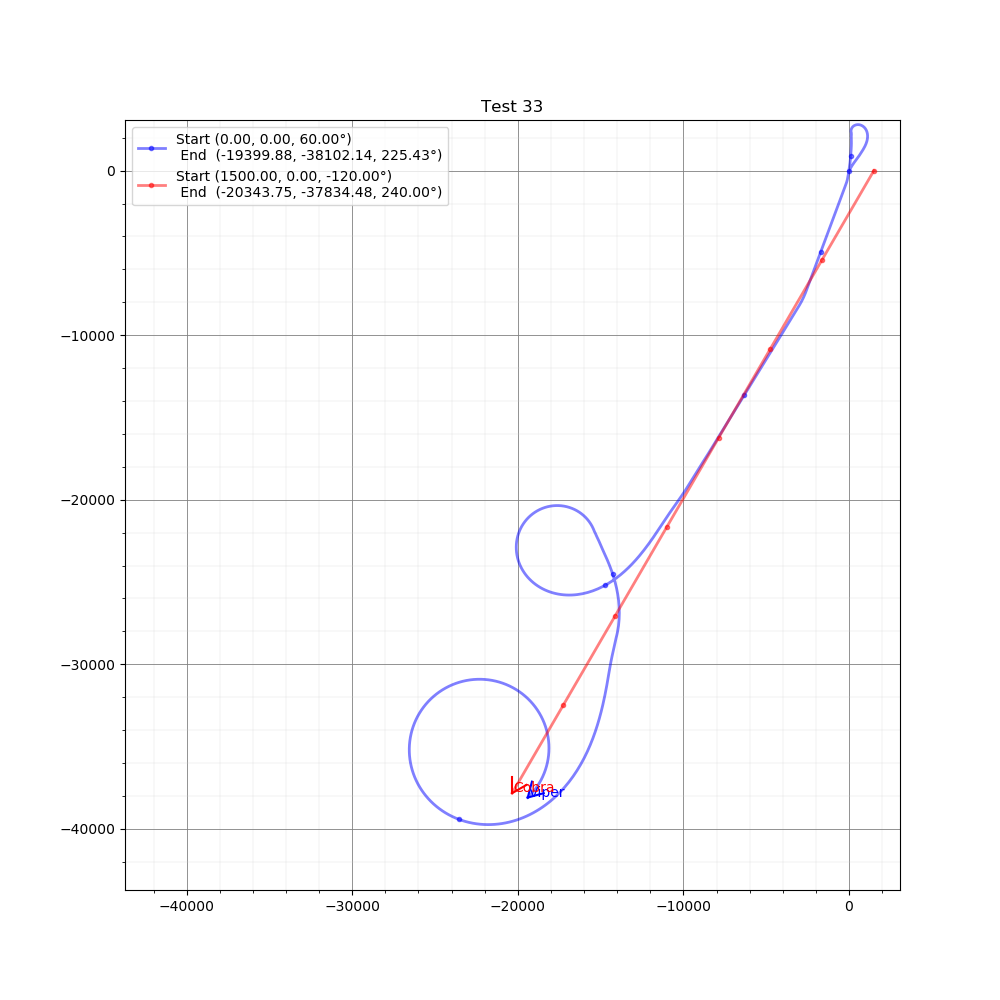 Test 33
Start (0.00, 0.00, 60.00°)
End  (-19399.88, -38102.14, 225.43°)
Start (1500.00, 0.00, -120.00°)
End  (-20343.75, -37834.48, 240.00°)
0
−10000
−20000
−30000
−40000
Cobra
Viper
−40000
−30000
−20000
−10000
0